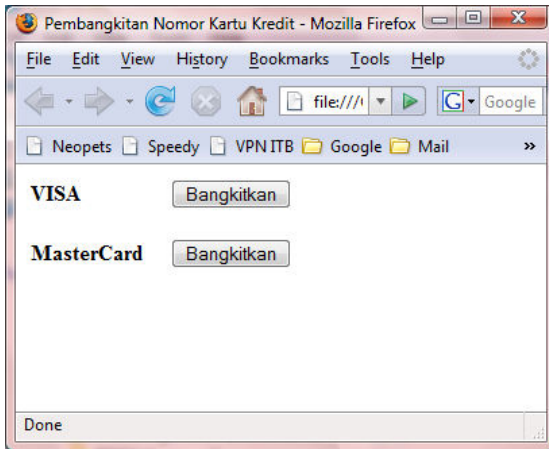 Pembangkitan Nomor Kartu Kredit - Mozilla Firefox
File Edit View History Bookmarks Tools Help
file:/// G Google
Neopets Speedy VPN ITB Google Mail »
VISA Bangkitkan
MasterCard Bangkitkan
Done